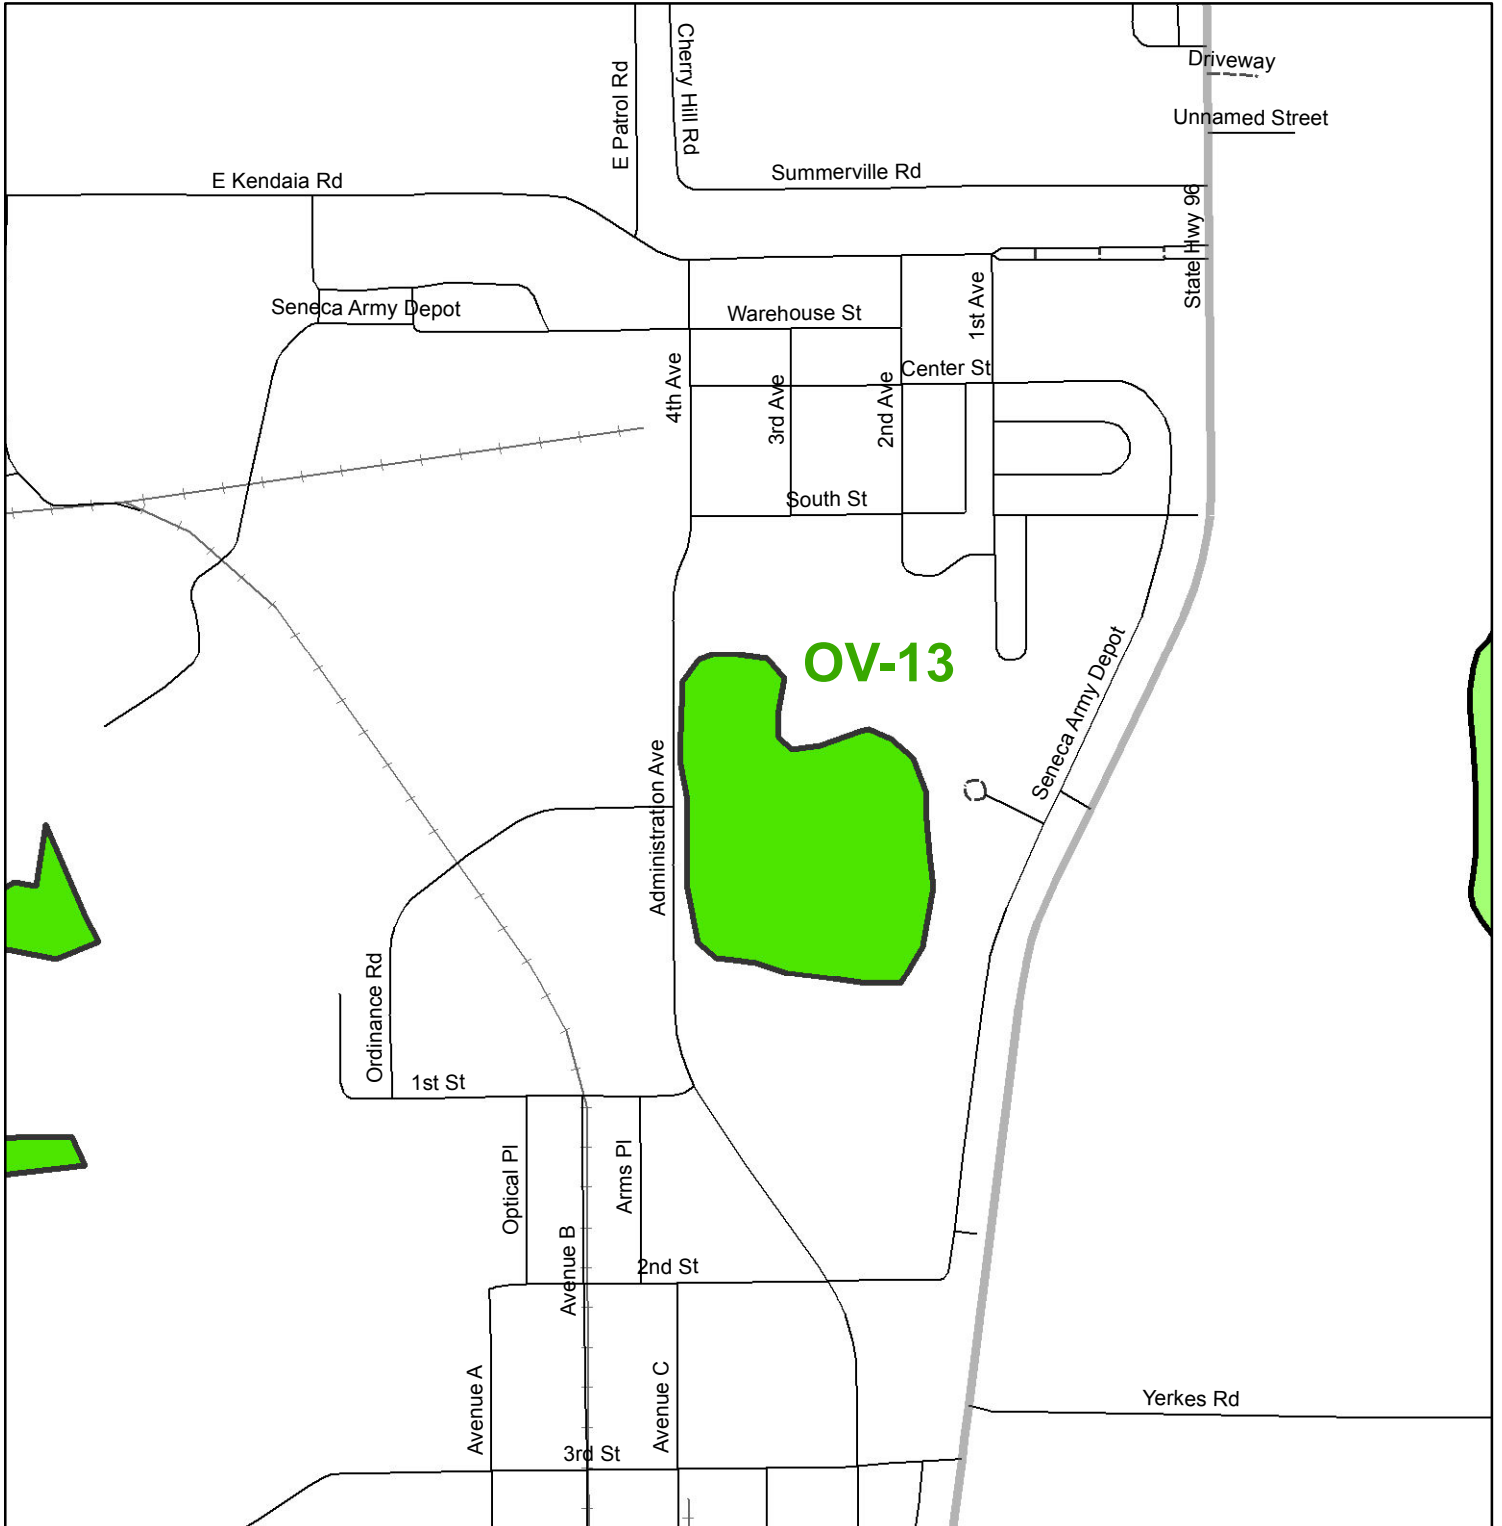 Cherry Hill Rd
Driveway
E Patrol Rd
Unnamed Street
Summerville Rd
E Kendaia Rd
State Hwy 96
Seneca Army Depot
Warehouse St
1st Ave
Center St
4th Ave
3rd Ave
2nd Ave
South St
OV-13
Seneca Army Depot
Administration Ave
Ordinance Rd
1st St
Optical Pl
Arms Pl
Avenue B
2nd St
Avenue A
Avenue C
Yerkes Rd
3rd St